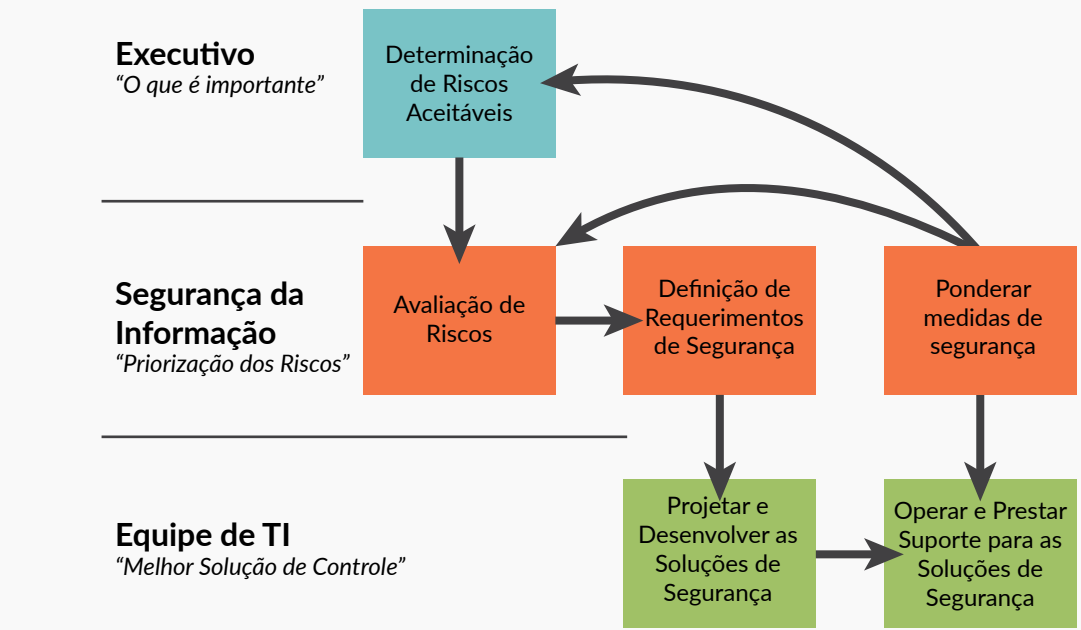 Executivo
“O que é importante”
Determinação
de Riscos
Aceitáveis
Segurança da
Informação
“Priorização dos Riscos”
Avaliação de
Riscos
Definição de
Requerimentos
de Segurança
Ponderar
medidas de
segurança
Equipe de TI
“Melhor Solução de Controle”
Projetar e
Desenvolver as
Soluções de
Segurança
Operar e Prestar
Suporte para as
Soluções de
Segurança